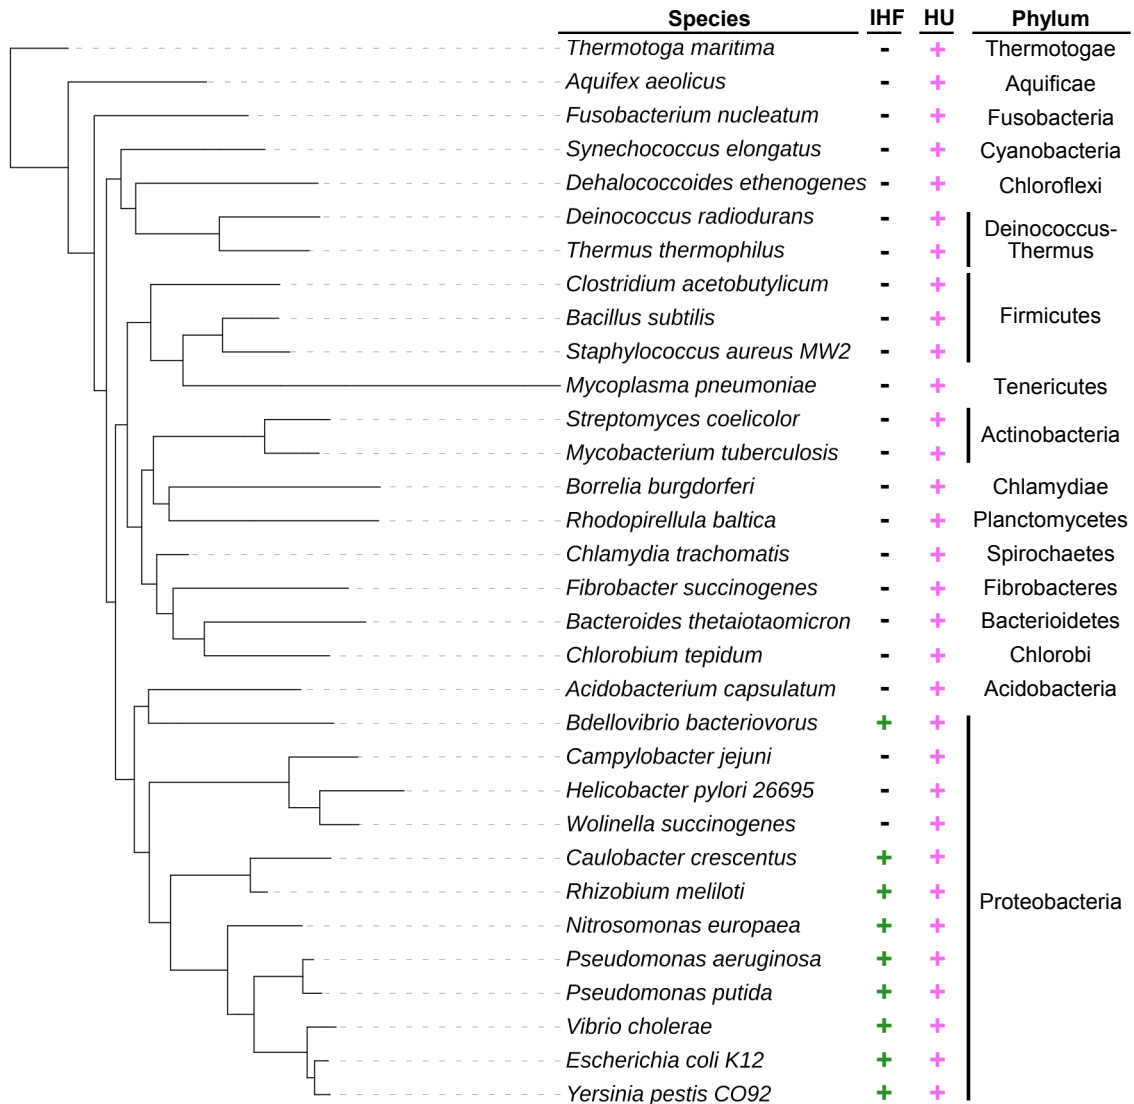 Species IHF HU Phylum
Thermotoga maritima - + Thermotogae
Aquifex aeolicus - + Aquificae
Fusobacterium nucleatum - + Fusobacteria
Synechococcus elongatus - + Cyanobacteria
Dehalococcoides ethenogenes - + Chloroflexi
Deinococcus radiodurans - + Deinococcus-
Thermus thermophilus - + Thermus
Clostridium acetobutylicum - +
Bacillus subtilis - + Firmicutes
Staphylococcus aureus MW2 - +
Mycoplasma pneumoniae - + Tenericutes
Streptomyces coelicolor - + Actinobacteria
Mycobacterium tuberculosis - +
Borrelia burgdorferi - + Chlamydiae
Rhodopirellula baltica - + Planctomycetes
Chlamydia trachomatis - + Spirochaetes
Fibrobacter succinogenes - + Fibrobacteres
Bacteroides thetaiotaomicron - + Bacterioidetes
Chlorobium tepidum - + Chlorobi
Acidobacterium capsulatum - + Acidobacteria
Bdellovibrio bacteriovorus + +
Campylobacter jejuni - +
Helicobacter pylori 26695 - +
Wolinella succinogenes - +
Caulobacter crescentus + +
Rhizobium meliloti + + Proteobacteria
Nitrosomonas europaea + +
Pseudomonas aeruginosa + +
Pseudomonas putida + +
Vibrio cholerae + +
Escherichia coli K12 + +
Yersinia pestis CO92 + +